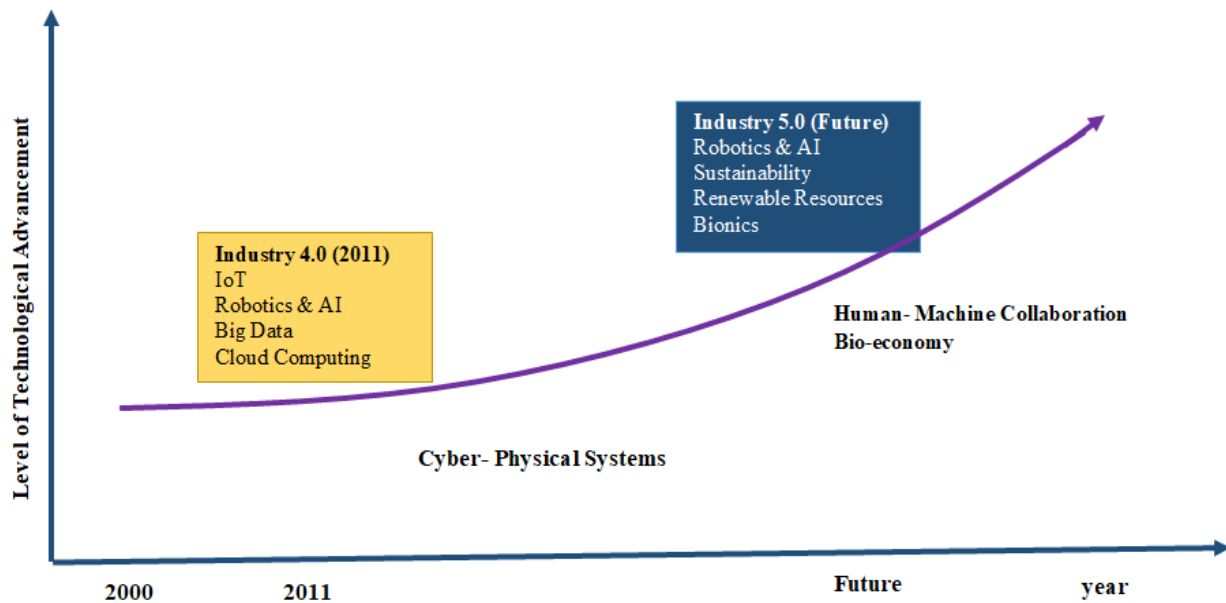 Level of Technological Advancement
Industry 4.0 (2011)
IoT
Robotics & AI
Big Data
Cloud Computing
Industry 5.0 (Future)
Robotics & AI
Sustainability
Renewable Resources
Bionics
Cyber- Physical Systems
Human- Machine Collaboration
Bio-economy
2000
2011
Future
year